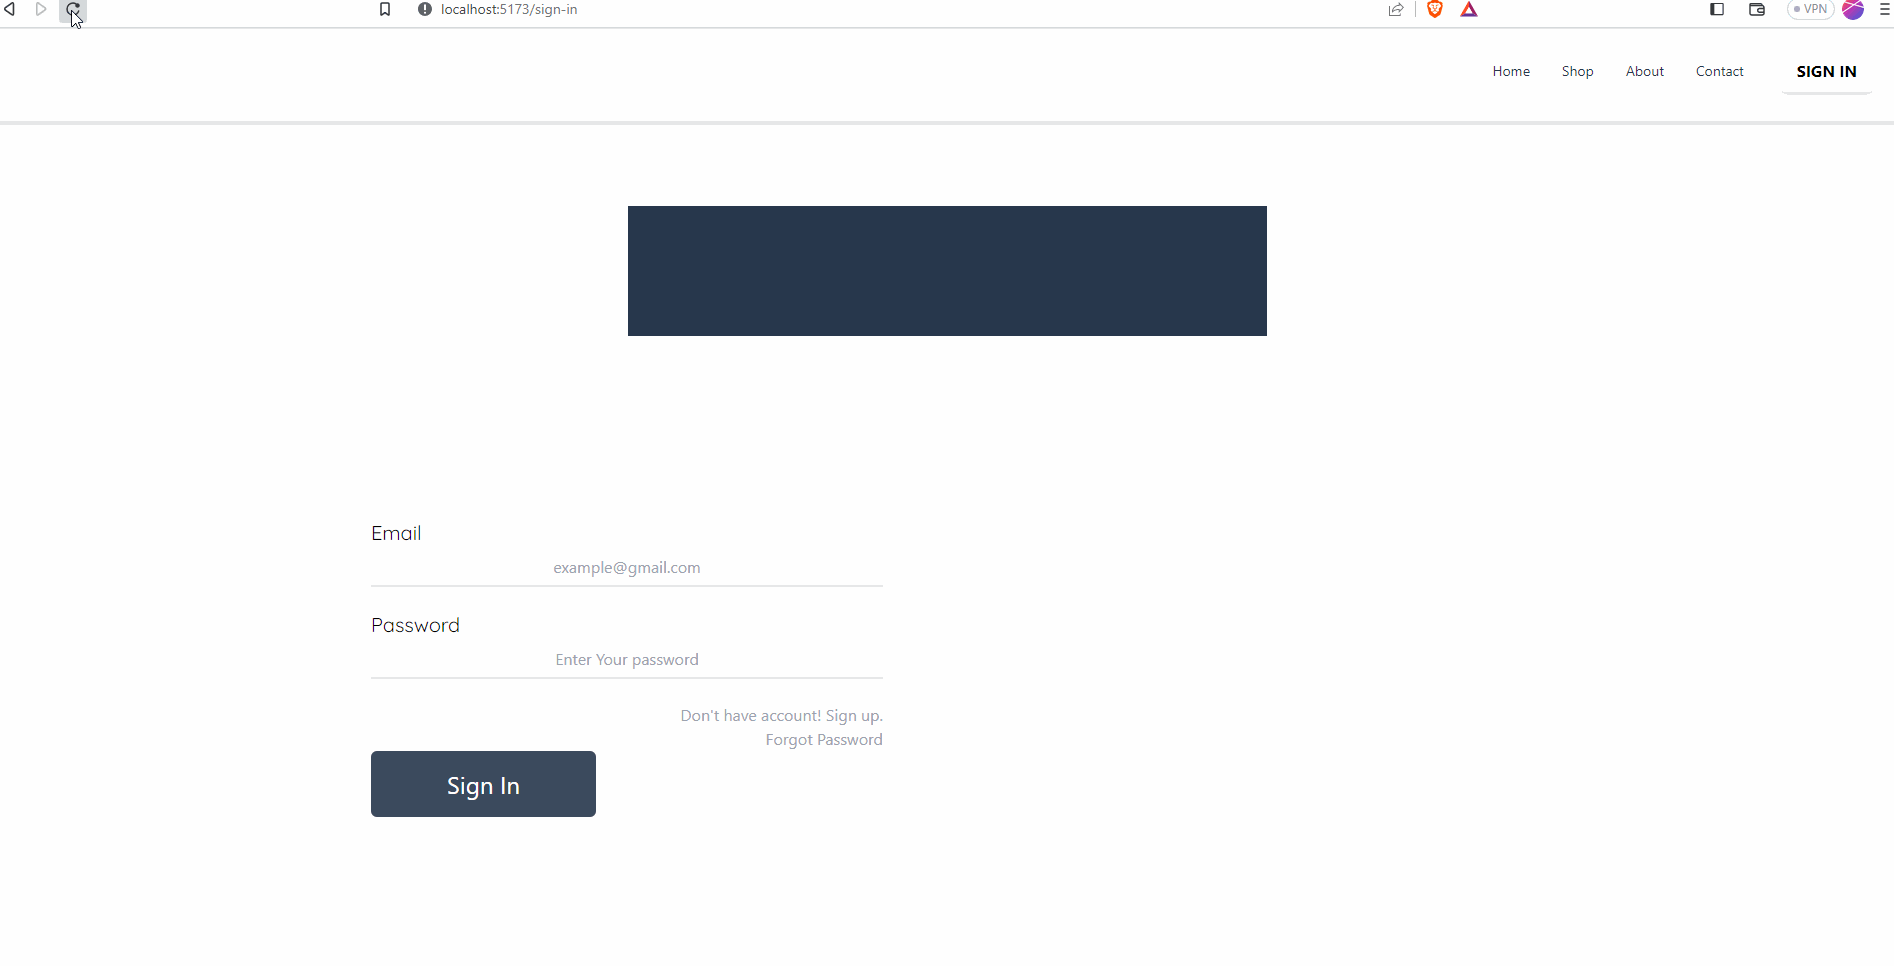 localhost:5173/sign-in
VPN
Home Shop About Contact SIGN IN
Email
example@gmail.com
Password
Enter Your password
Don't have account! Sign up.
Forgot Password
Sign In